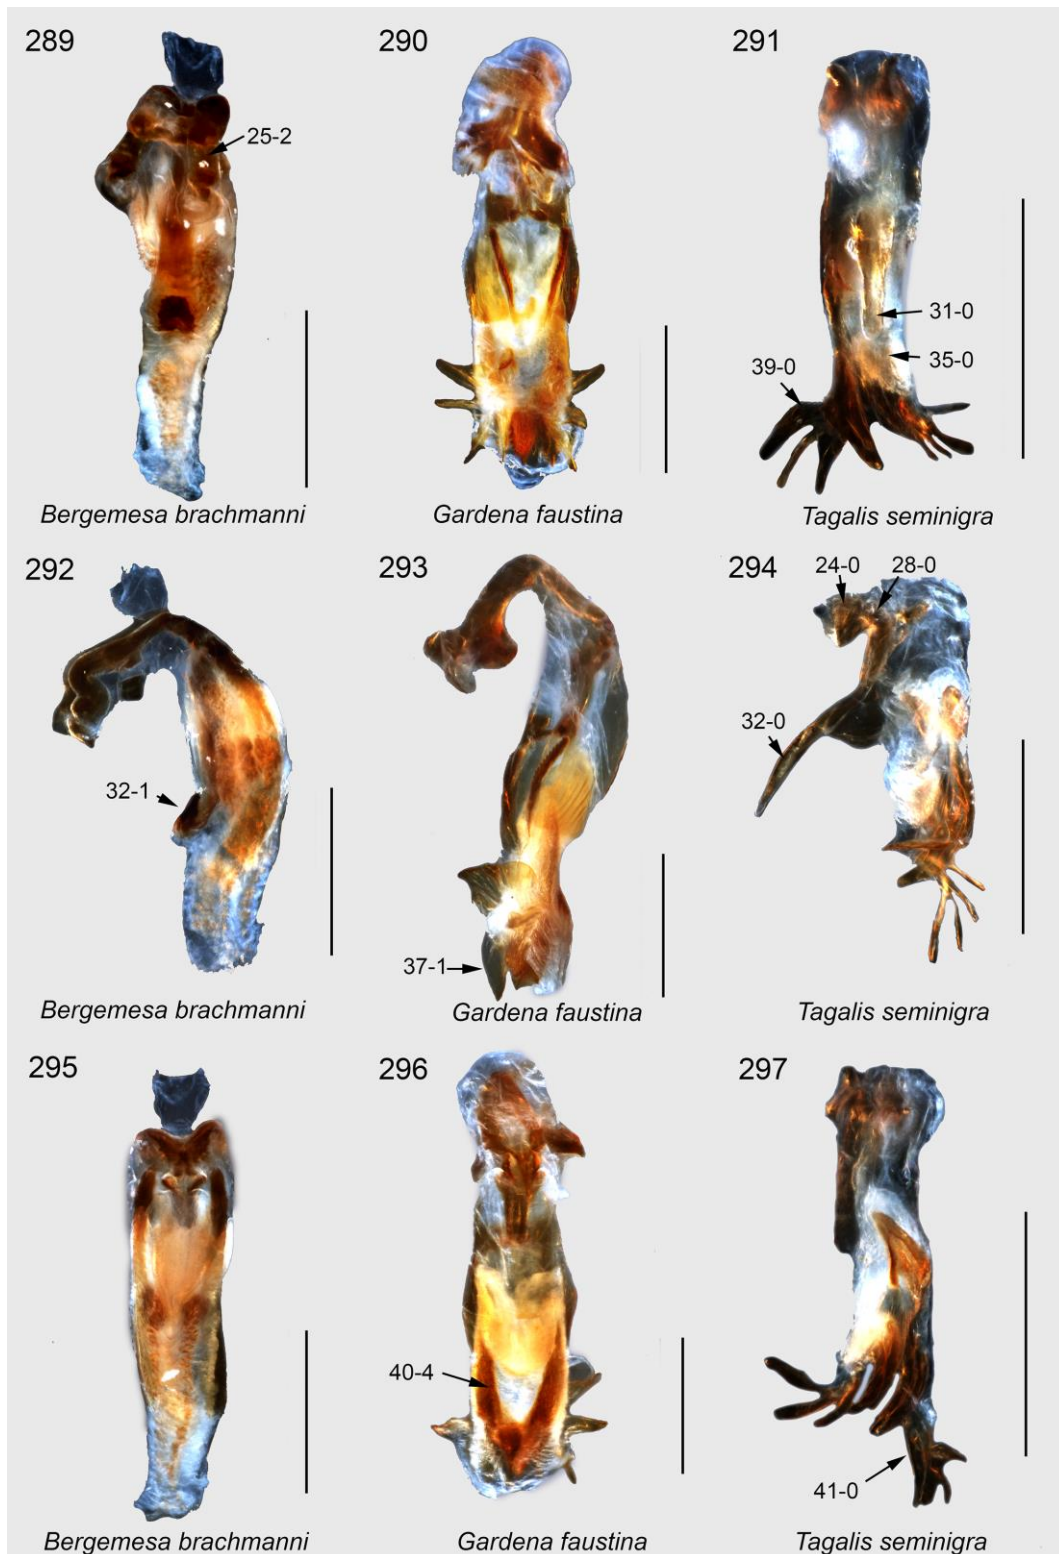 289
290
291
25-2
31-0
35-0
39-0
Bergemesa brachmanni
Gardena faustina
Tagalis seminigra
292
293
294
24-0
28-0
32-0
32-1
37-1
Bergemesa brachmanni
Gardena faustina
Tagalis seminigra
295
296
297
40-4
41-0
Bergemesa brachmanni
Gardena faustina
Tagalis seminigra